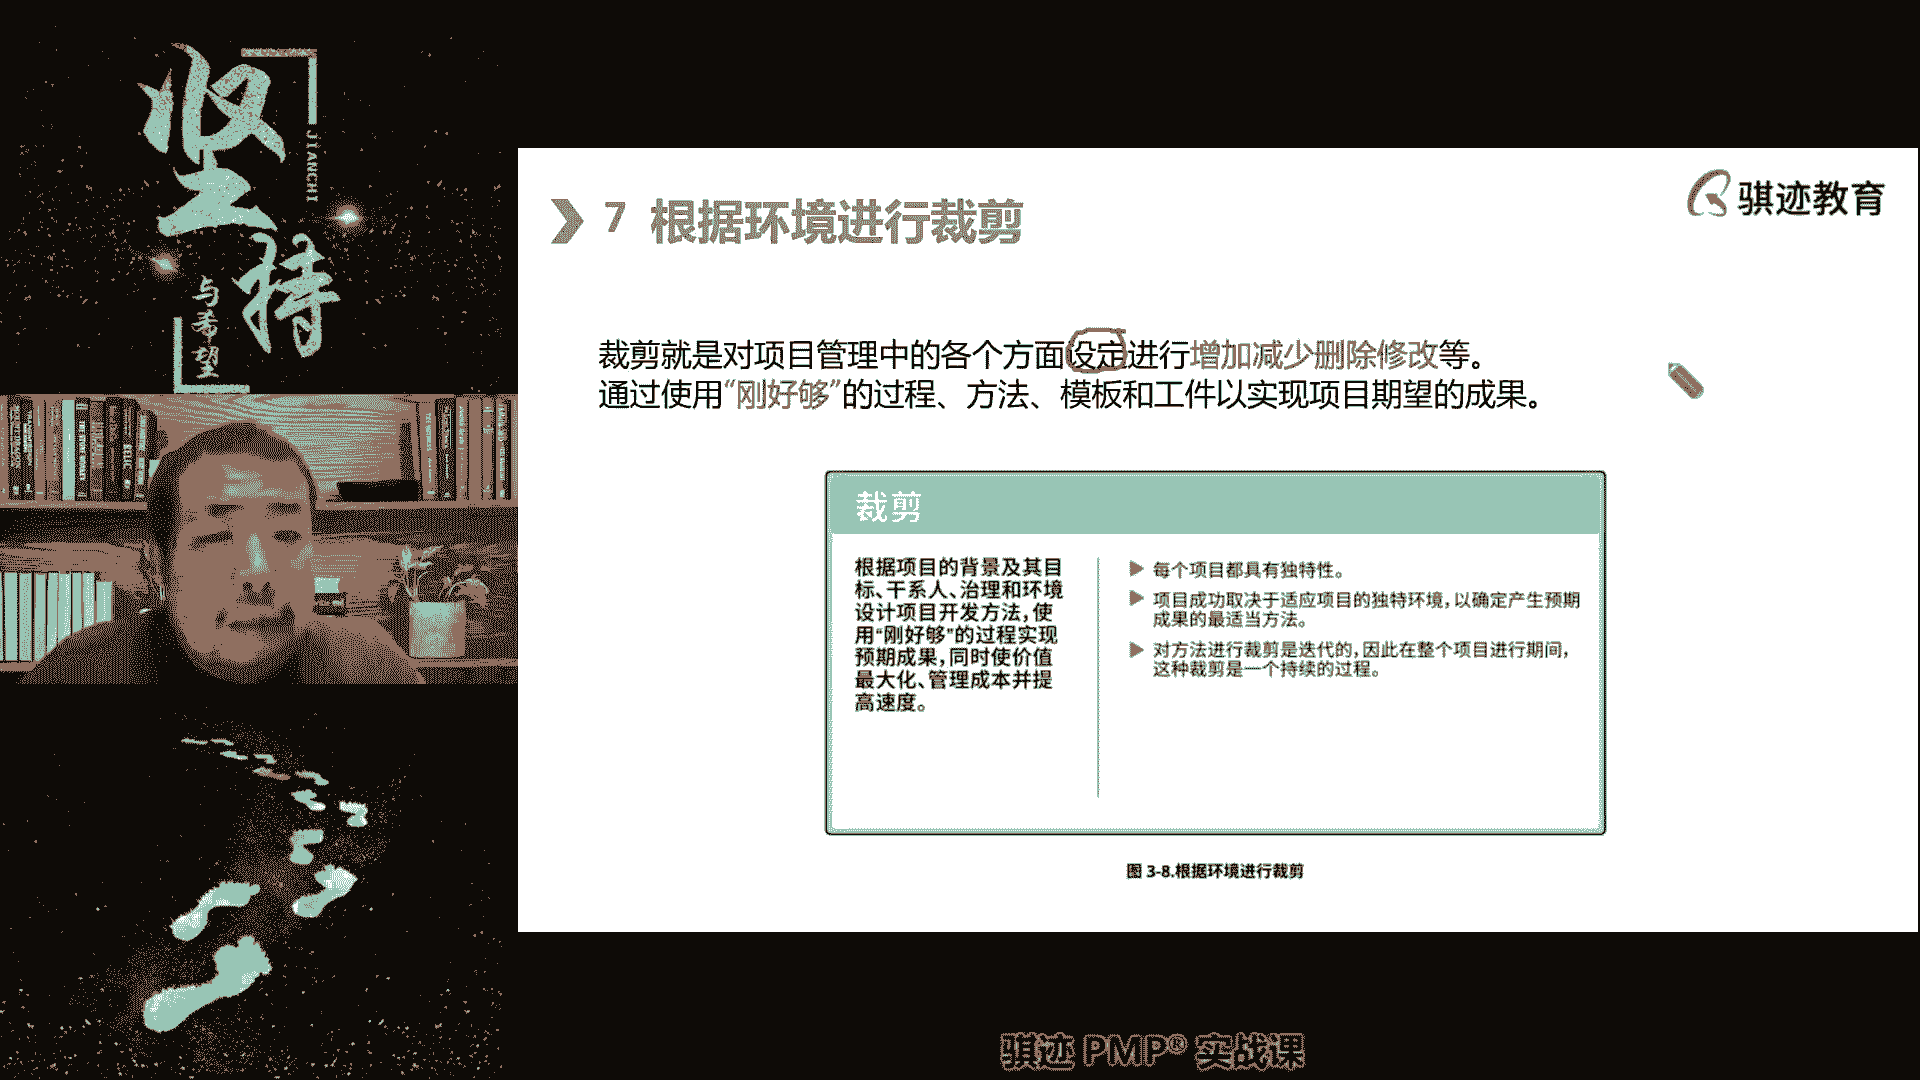 坚持
JIANCHI
与希望
骐迹教育
7 根据环境进行裁剪
裁剪就是对项目管理中的各个方面设定进行增加减少删除修改等。
通过使用“刚好够”的过程、方法、模板和工件以实现项目期望的成果。
裁剪
根据项目的背景及其目
标、干系人、治理和环境
设计项目开发方法,使
用“刚好够”的过程实现
预期成果,同时使价值
最大化、管理成本并提
高速度。
每个项目都具有独特性。
项目成功取决于适应项目的独特环境,以确定产生预期
成果的最适当方法。
对方法进行裁剪是迭代的,因此在整个项目进行期间,
这种裁剪是一个持续的过程。
图 3-8.根据环境进行裁剪
骐迹 PMP® 实战课